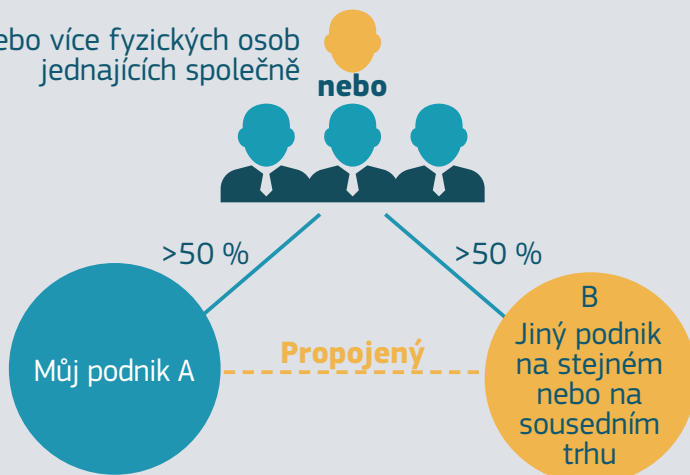 nebo více fyzických osob
jednajících společně
nebo
>50 %
>50 %
Můj podnik A
Propojený
B
Jiný podnik
na stejném
nebo na
sousedním
trhu